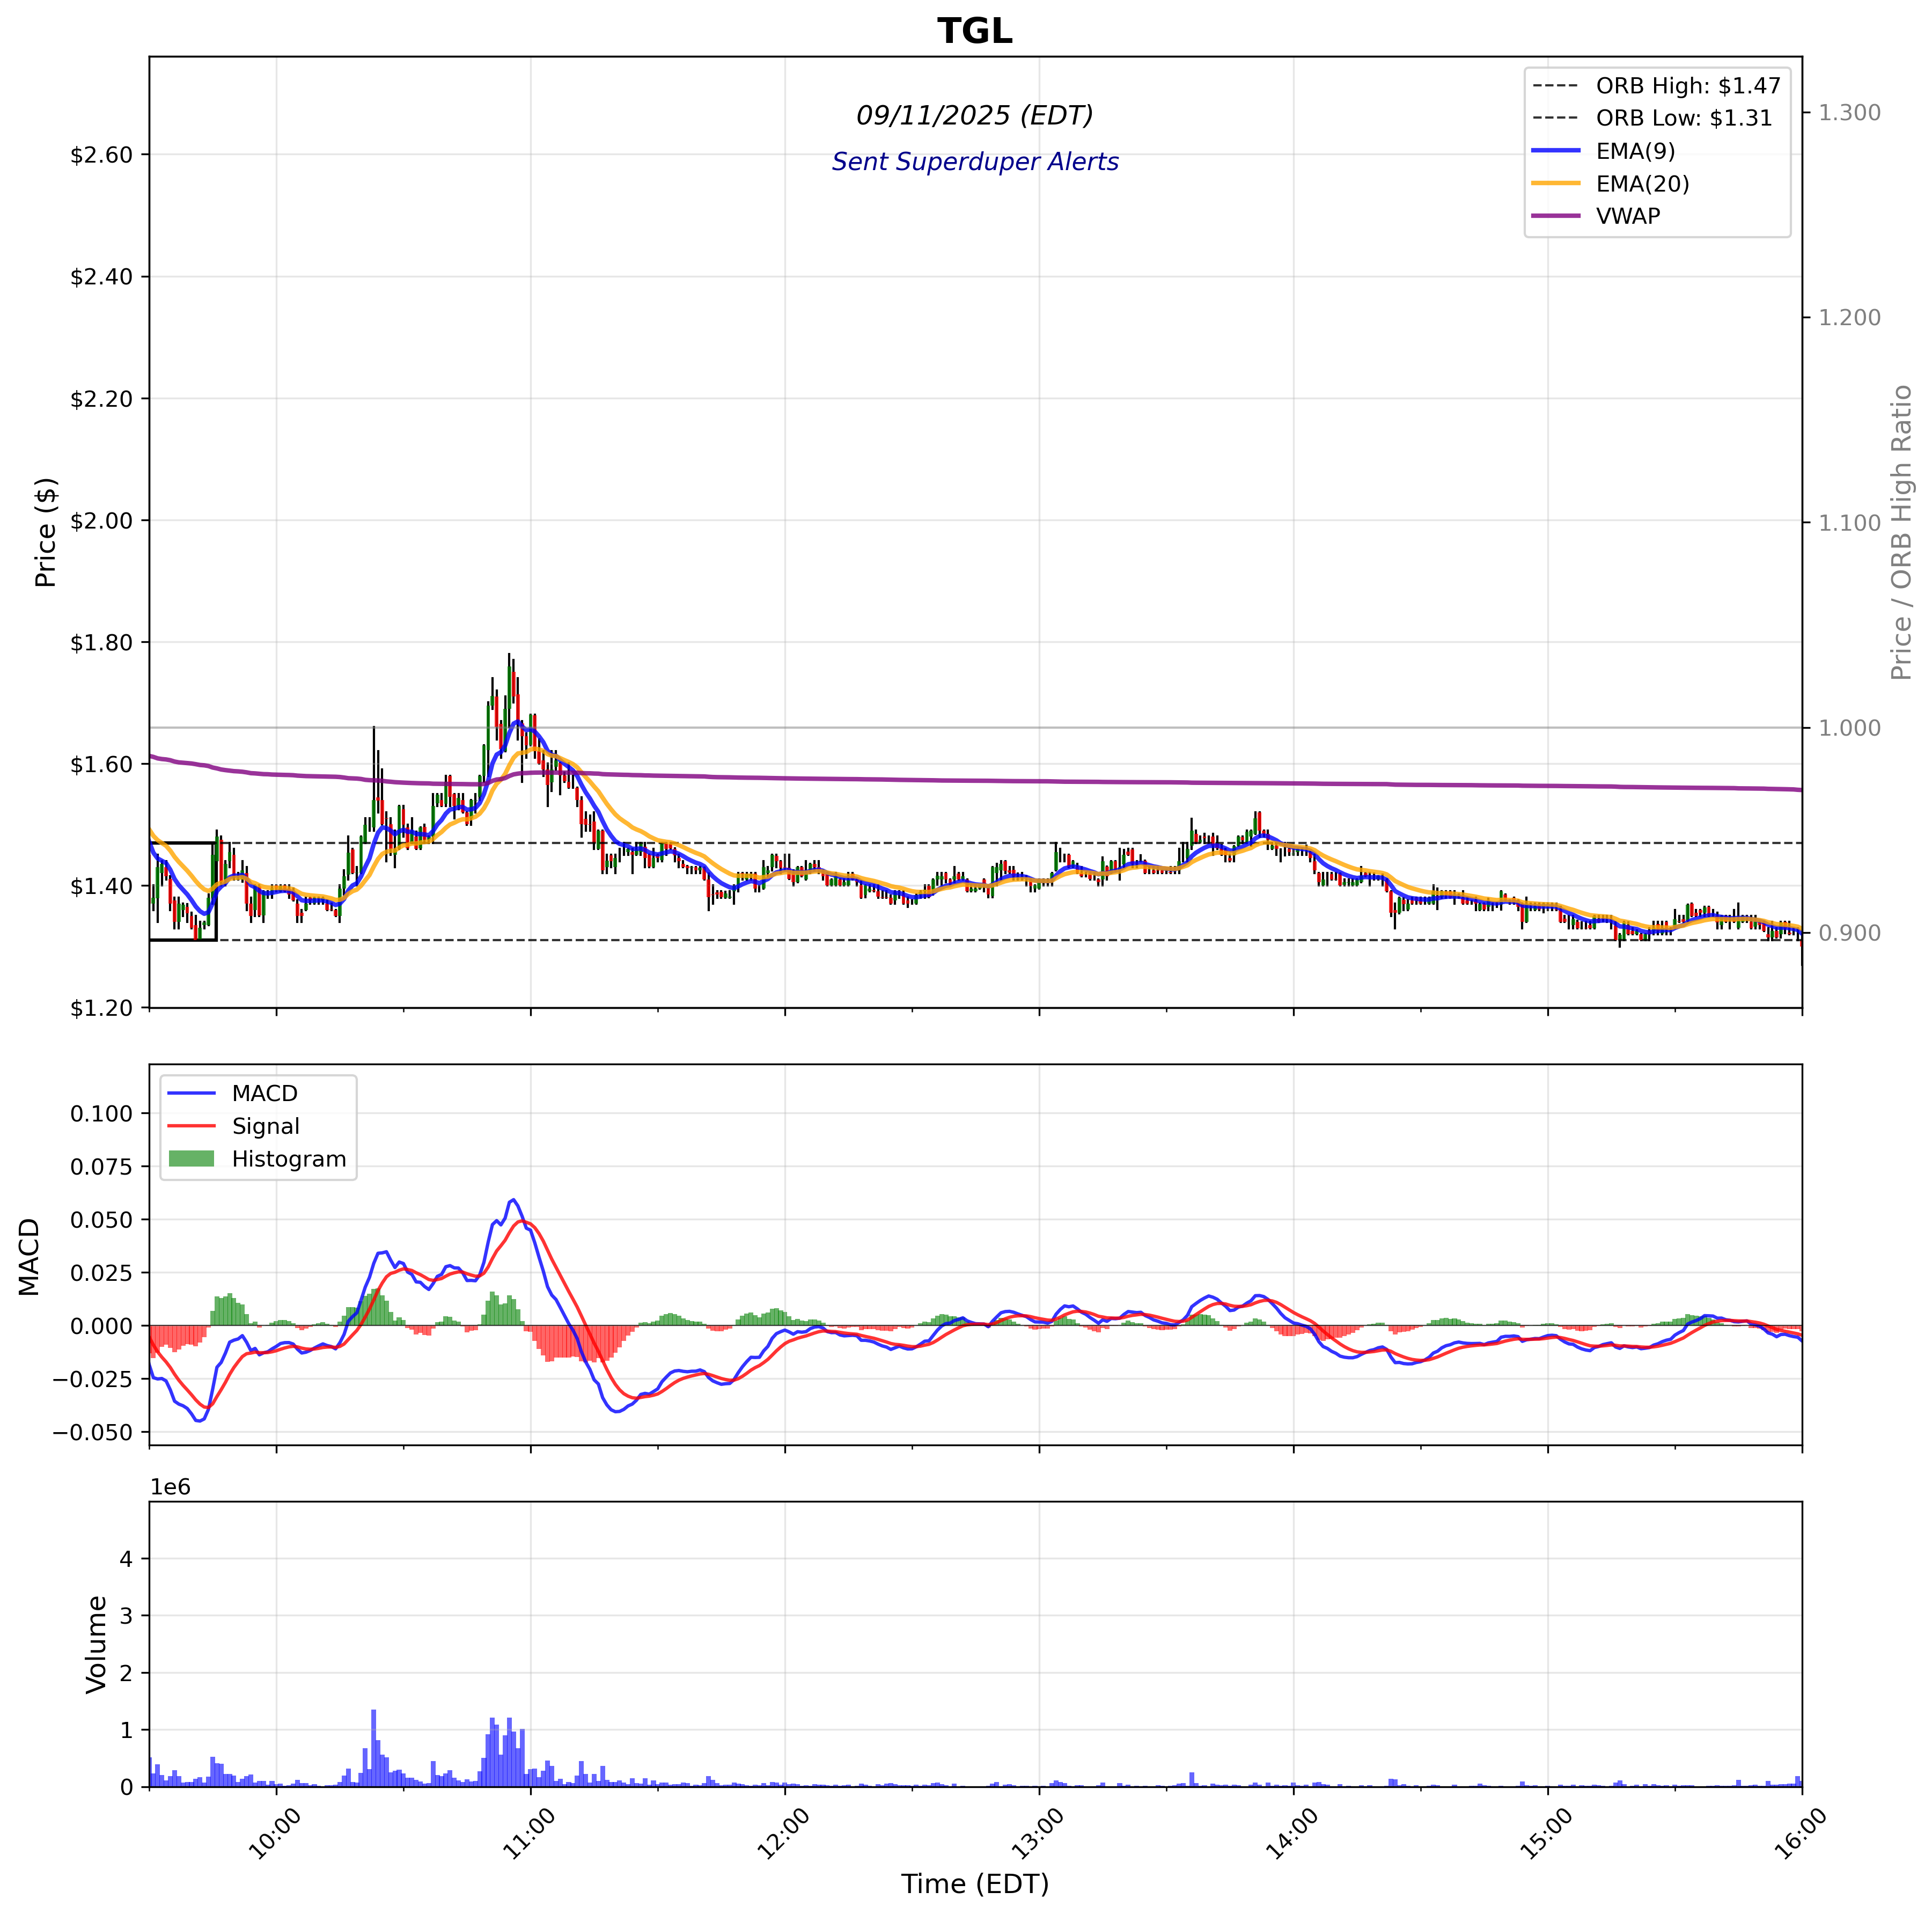 TGL
09/11/2025 (EDT)
Sent Superduper Alerts
ORB High: $1.47
ORB Low: $1.31
EMA(9)
EMA(20)
VWAP
Price ($)
$2.60
$2.40
$2.20
$2.00
$1.80
$1.60
$1.40
$1.20
1.300
1.200
1.100
1.000
0.900
Price / ORB High Ratio
MACD
Signal
Histogram
MACD
0.100
0.075
0.050
0.025
0.000
−0.025
−0.050
1e6
Volume
4
3
2
1
0
10:00
11:00
12:00
13:00
14:00
15:00
16:00
Time (EDT)